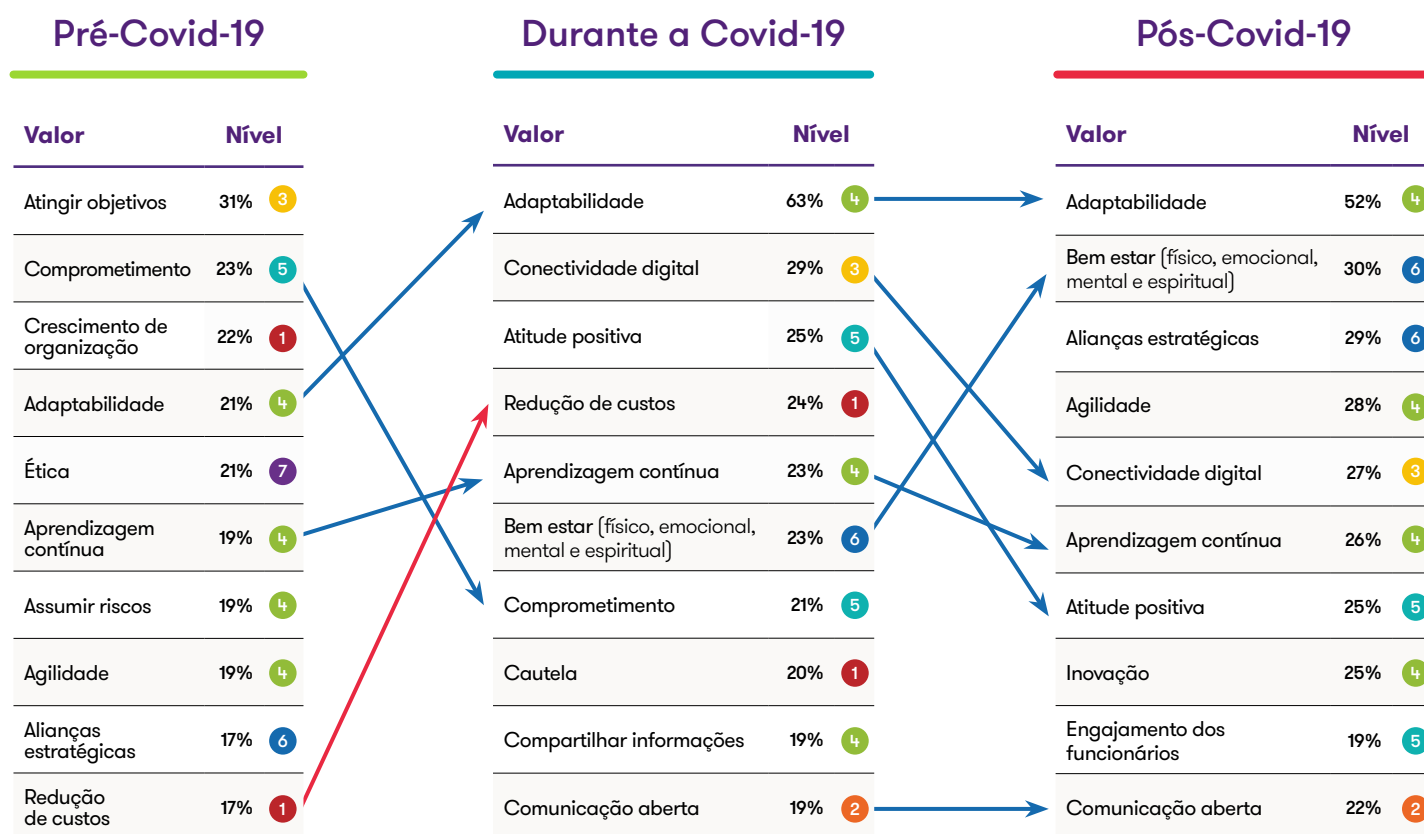 Pré-Covid-19
Valor Nível
Atingir objetivos 31% 3
Comprometimento 23% 5
Crescimento de
organização 22% 1
Adaptabilidade 21% 4
Ética 21% 7
Aprendizagem
contínua 19% 4
Assumir riscos 19% 4
Agilidade 19% 4
Alianças
estratégicas 17% 6
Redução
de custos 17% 1
Durante a Covid-19
Valor Nível
Adaptabilidade 63% 4
Conectividade digital 29% 3
Atitude positiva 25% 5
Redução de custos 24% 1
Aprendizagem contínua 23% 4
Bem estar (físico, emocional,
mental e espiritual) 23% 6
Comprometimento 21% 5
Cautela 20% 1
Compartilhar informações 19% 4
Comunicação aberta 19% 2
Pós-Covid-19
Valor Nível
Adaptabilidade 52% 4
Bem estar (físico, emocional,
mental e espiritual) 30% 6
Alianças estratégicas 29% 6
Agilidade 28% 4
Conectividade digital 27% 3
Aprendizagem contínua 26% 4
Atitude positiva 25% 5
Inovação 25% 4
Engajamento dos
funcionários 19% 5
Comunicação aberta 22% 2